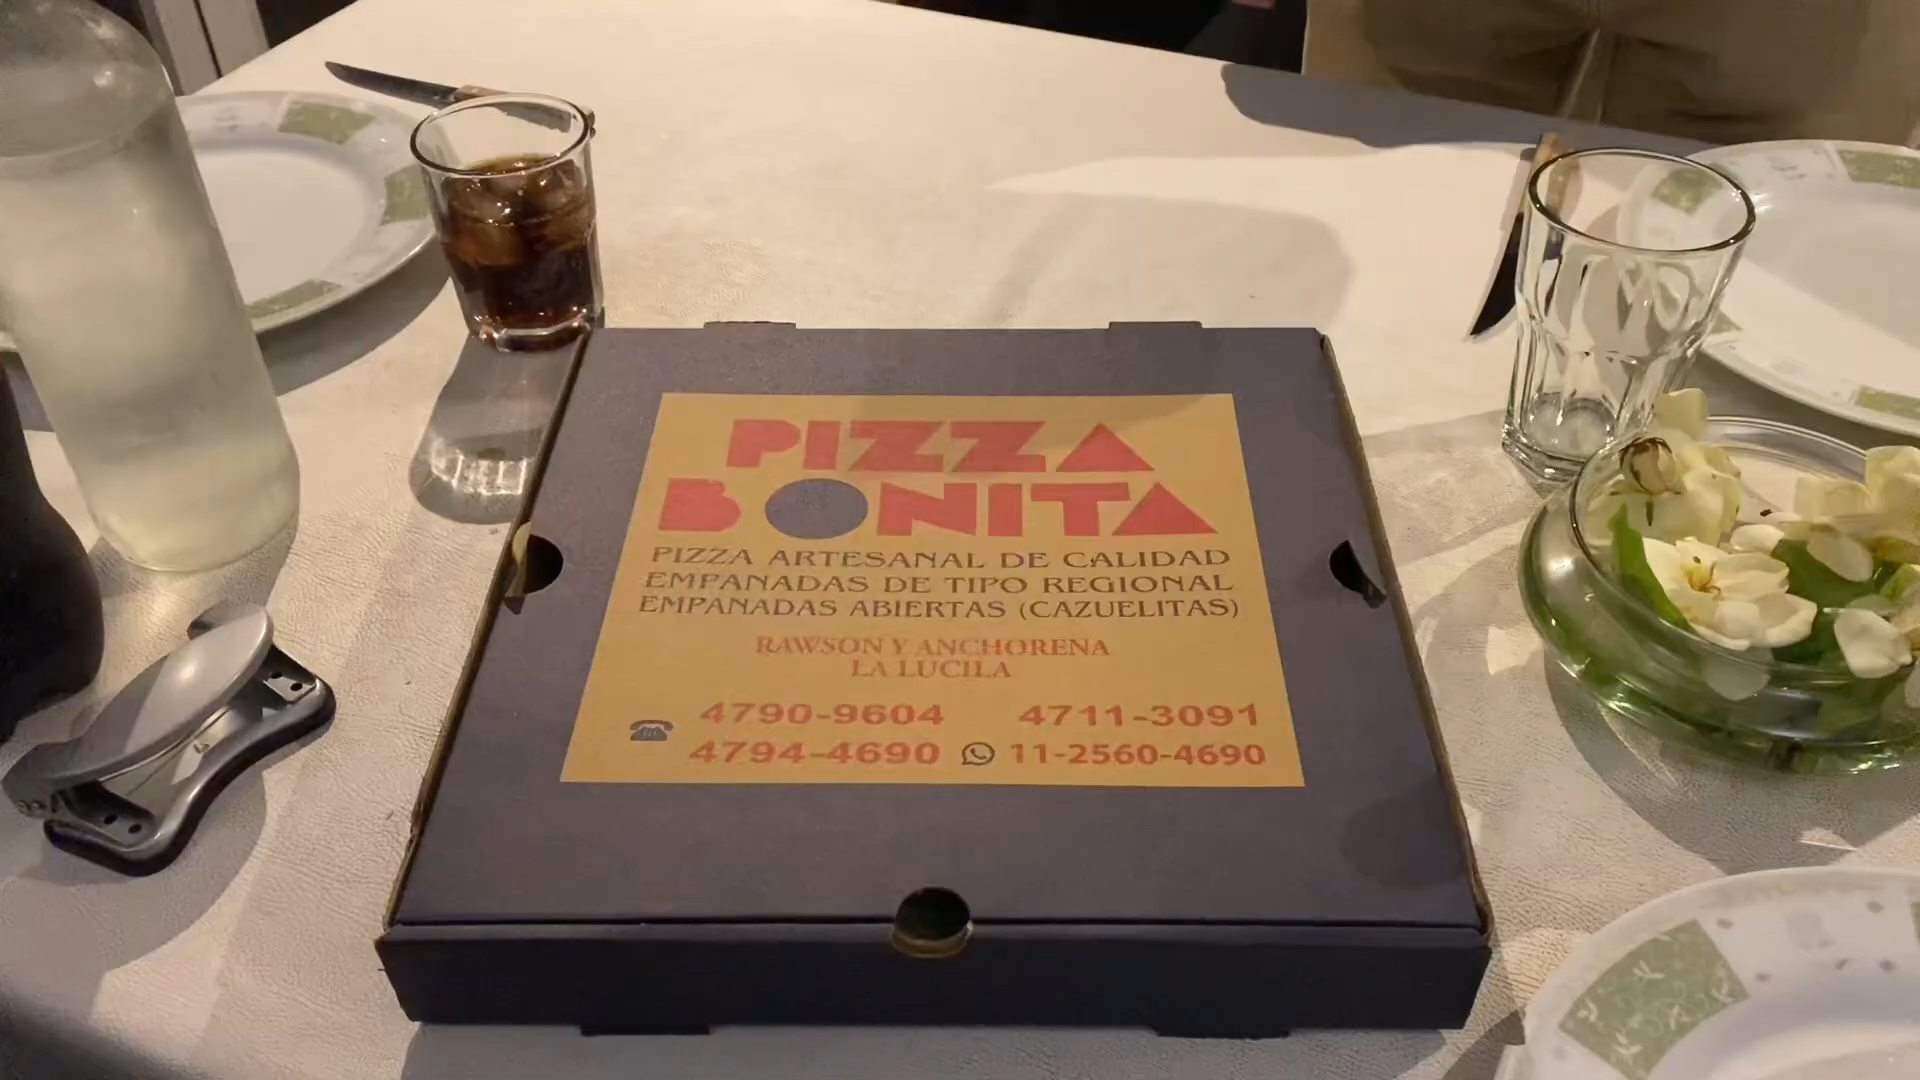 PIZZA
BONITA
PIZZA ARTESANAL DE CALIDAD
EMPANADAS DE TIPO REGIONAL
EMPANADAS ABIERTAS (CAZUELITAS)
RAWSON Y ANCHORENA
LA LUCILA
4790-9604 4711-3091
4794-4690 11-2560-4690